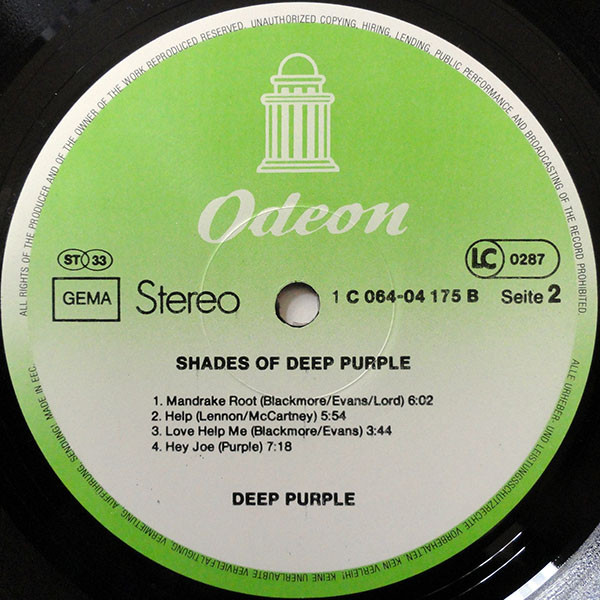 ALL RIGHTS OF THE PRODUCER AND OF THE OWNER OF THE WORK REPRODUCED RESERVED. UNAUTHORIZED COPYING, HIRING, LENDING, PUBLIC PERFORMANCE AND BROADCASTING OF THE RECORD PROHIBITED.
Odeon
ST 33
GEMA
Stereo
LC 0287
1 C 064-04 175 B Seite 2
SHADES OF DEEP PURPLE
1. Mandrake Root (Blackmore/Evans/Lord) 6:02
2. Help (Lennon/McCartney) 5:54
3. Love Help Me (Blackmore/Evans) 3:44
4. Hey Joe (Purple) 7:18
DEEP PURPLE
ALLE URHEBER- UND LEISTUNGSSCHUTZRECHTE VORBEHALTEN. KEIN VERLEIH! KEINE UNERLAUBTE VERVIELFÄLTIGUNG, VERMIETUNG, AUFFÜHRUNG, SENDUNG! MADE IN EEC.